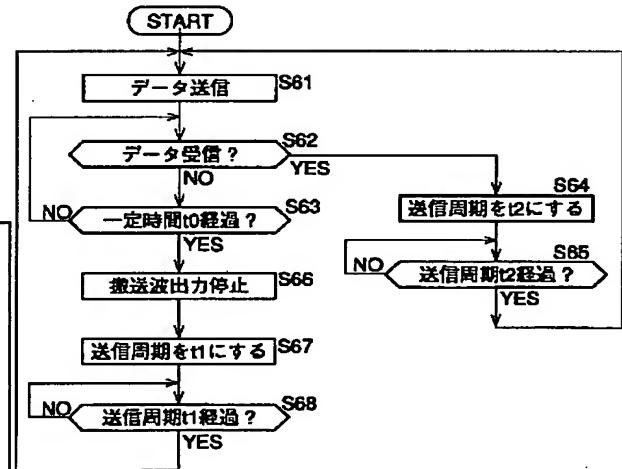 START
データ送信 S61
データ受信? S62
YES
NO
一定時間t0経過? S63
NO
YES
搬送波出力停止 S66
送信周期をt1にする S67
送信周期t1経過? S68
NO
YES
S64
送信周期をt2にする
S65
送信周期t2経過?
NO
YES